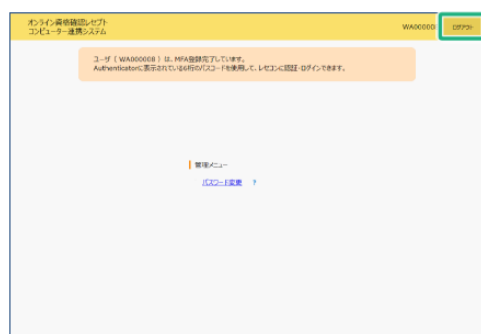 オンライン資格確認レセプト
コンピューター連携システム
WA000008
ログアウト
ユーザ ( WA000008 ) は、MFA登録完了しています。
Authenticatorに表示されている6桁のパスコードを使用して、レセコンに認証・ログインできます。
管理メニュー
パスワード変更 ?